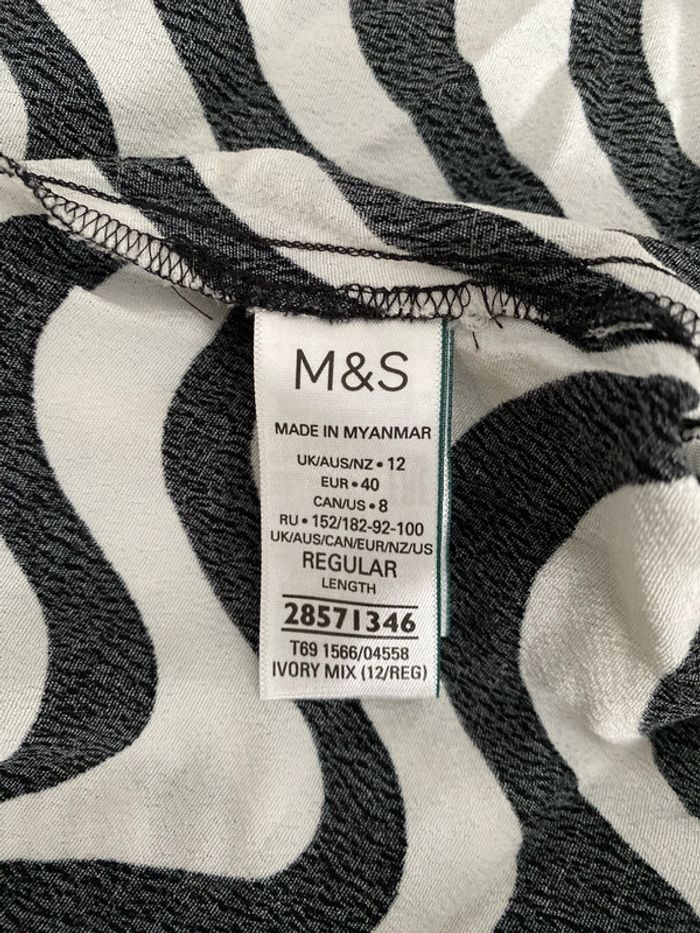 M&S
MADE IN MYANMAR
UK/AUS/NZ • 12
EUR • 40
CAN/US • 8
RU • 152/182-92-100
UK/AUS/CAN/EUR/NZ/US
REGULAR
LENGTH
28571346
T69 1566/04558
IVORY MIX (12/REG)